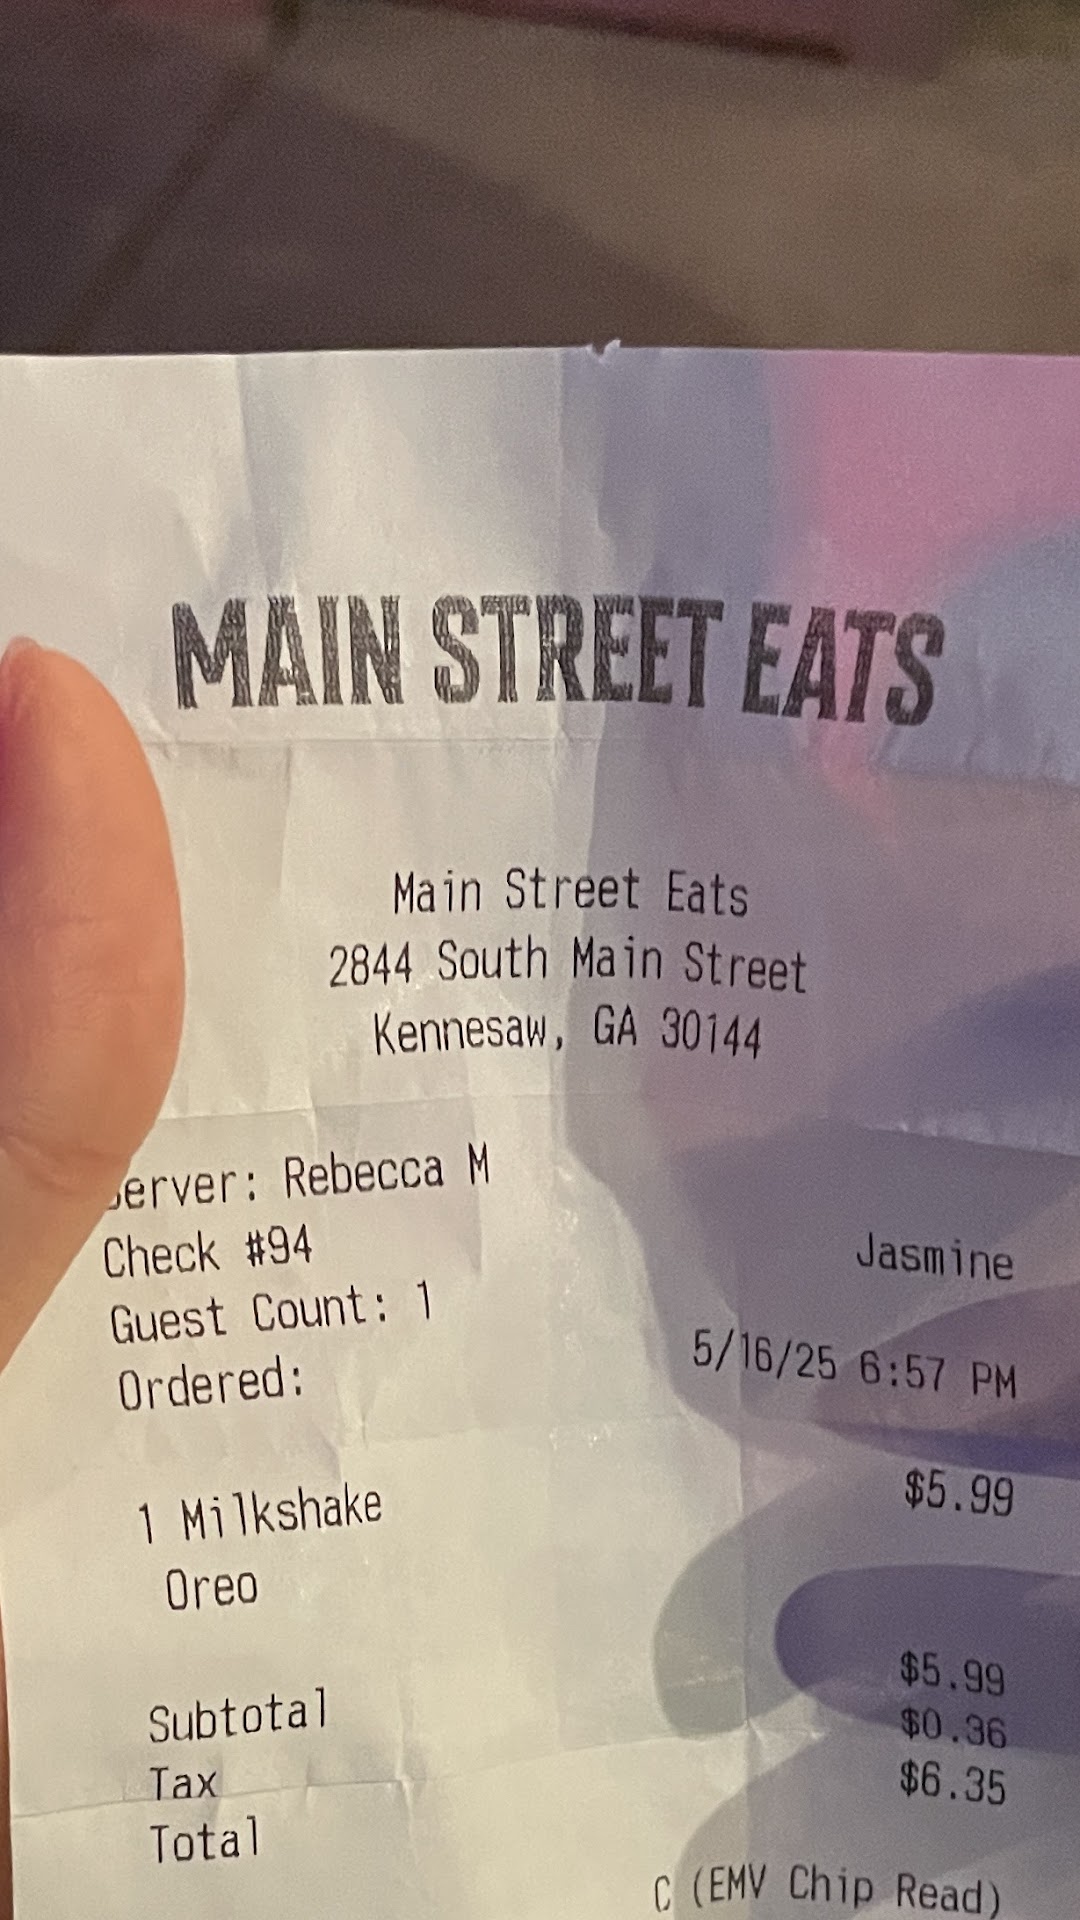 MAIN STREET EATS
Main Street Eats
2844 South Main Street
Kennesaw, GA 30144
Server: Rebecca M
Check #94 Jasmine
Guest Count: 1
Ordered: 5/16/25 6:57 PM
1 Milkshake $5.99
Oreo
Subtotal $5.99
Tax $0.36
Total $6.35
C (EMV Chip Read)